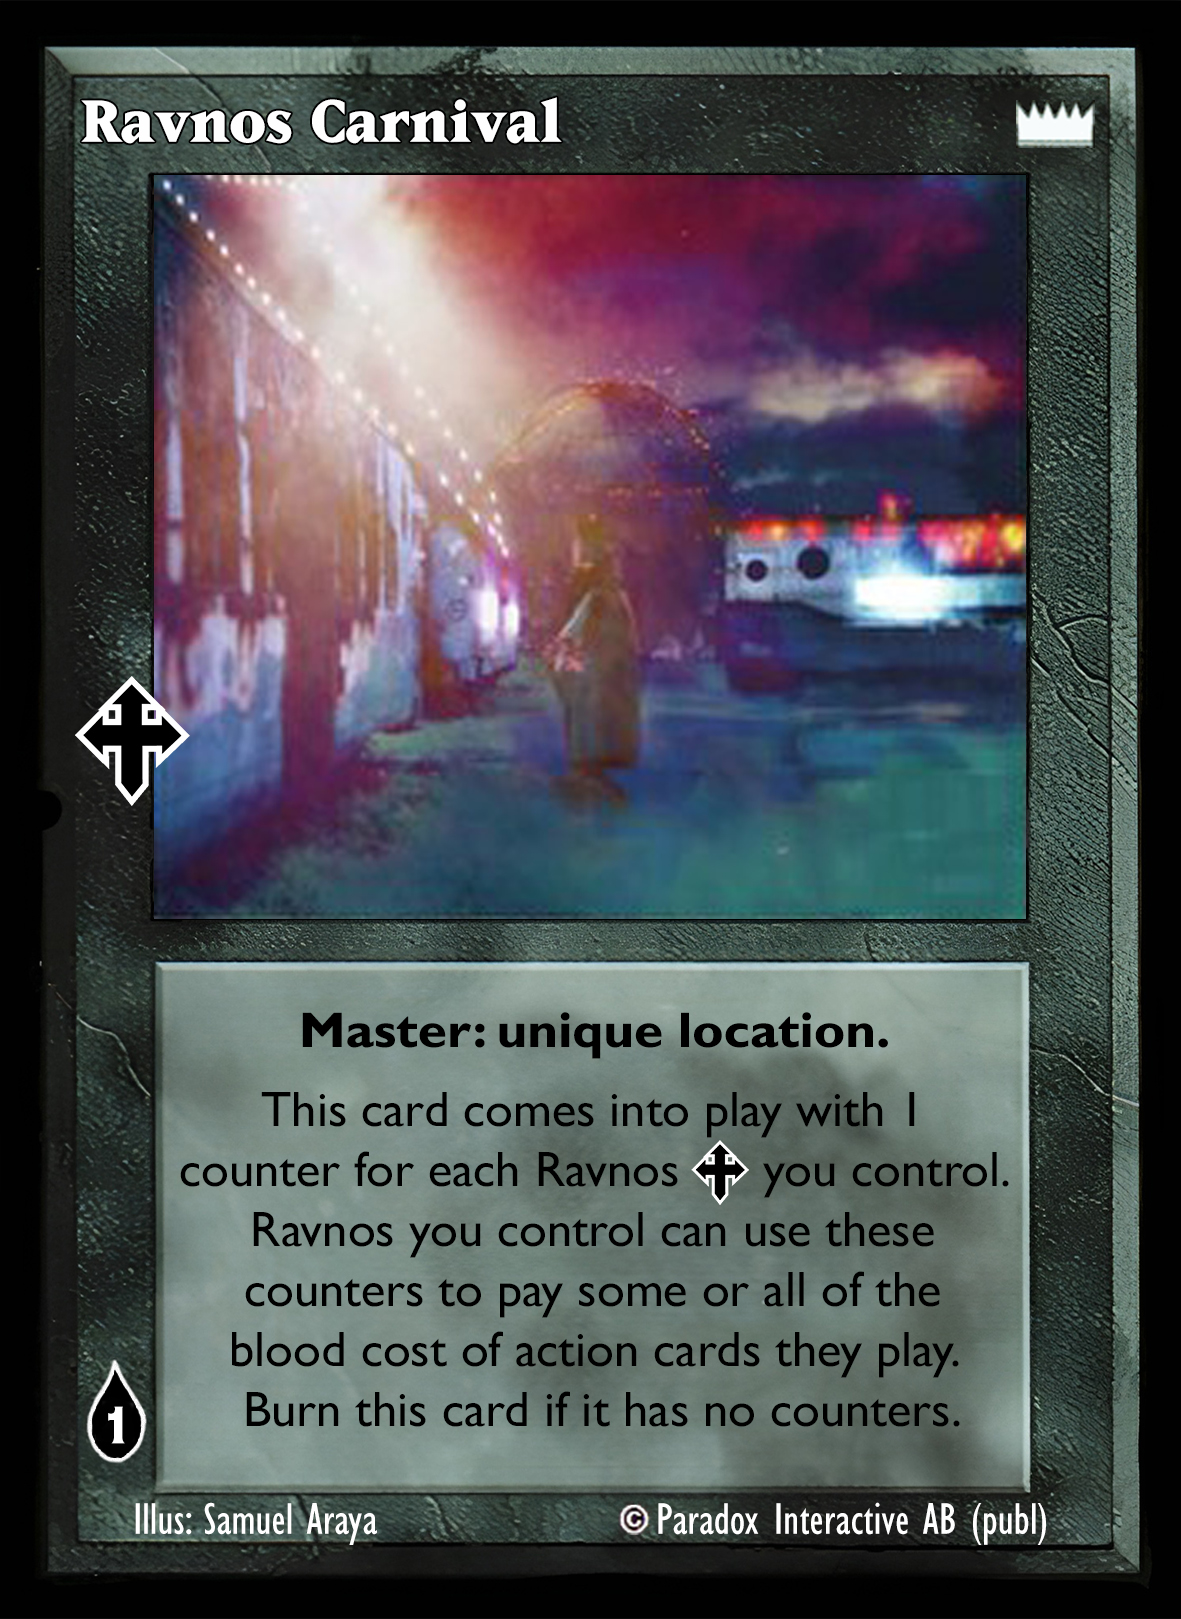 Ravnos Carnival
Master: unique location.
This card comes into play with 1
counter for each Ravnos you control.
Ravnos you control can use these
counters to pay some or all of the
blood cost of action cards they play.
Burn this card if it has no counters.
1
Illus: Samuel Araya
© Paradox Interactive AB (publ)